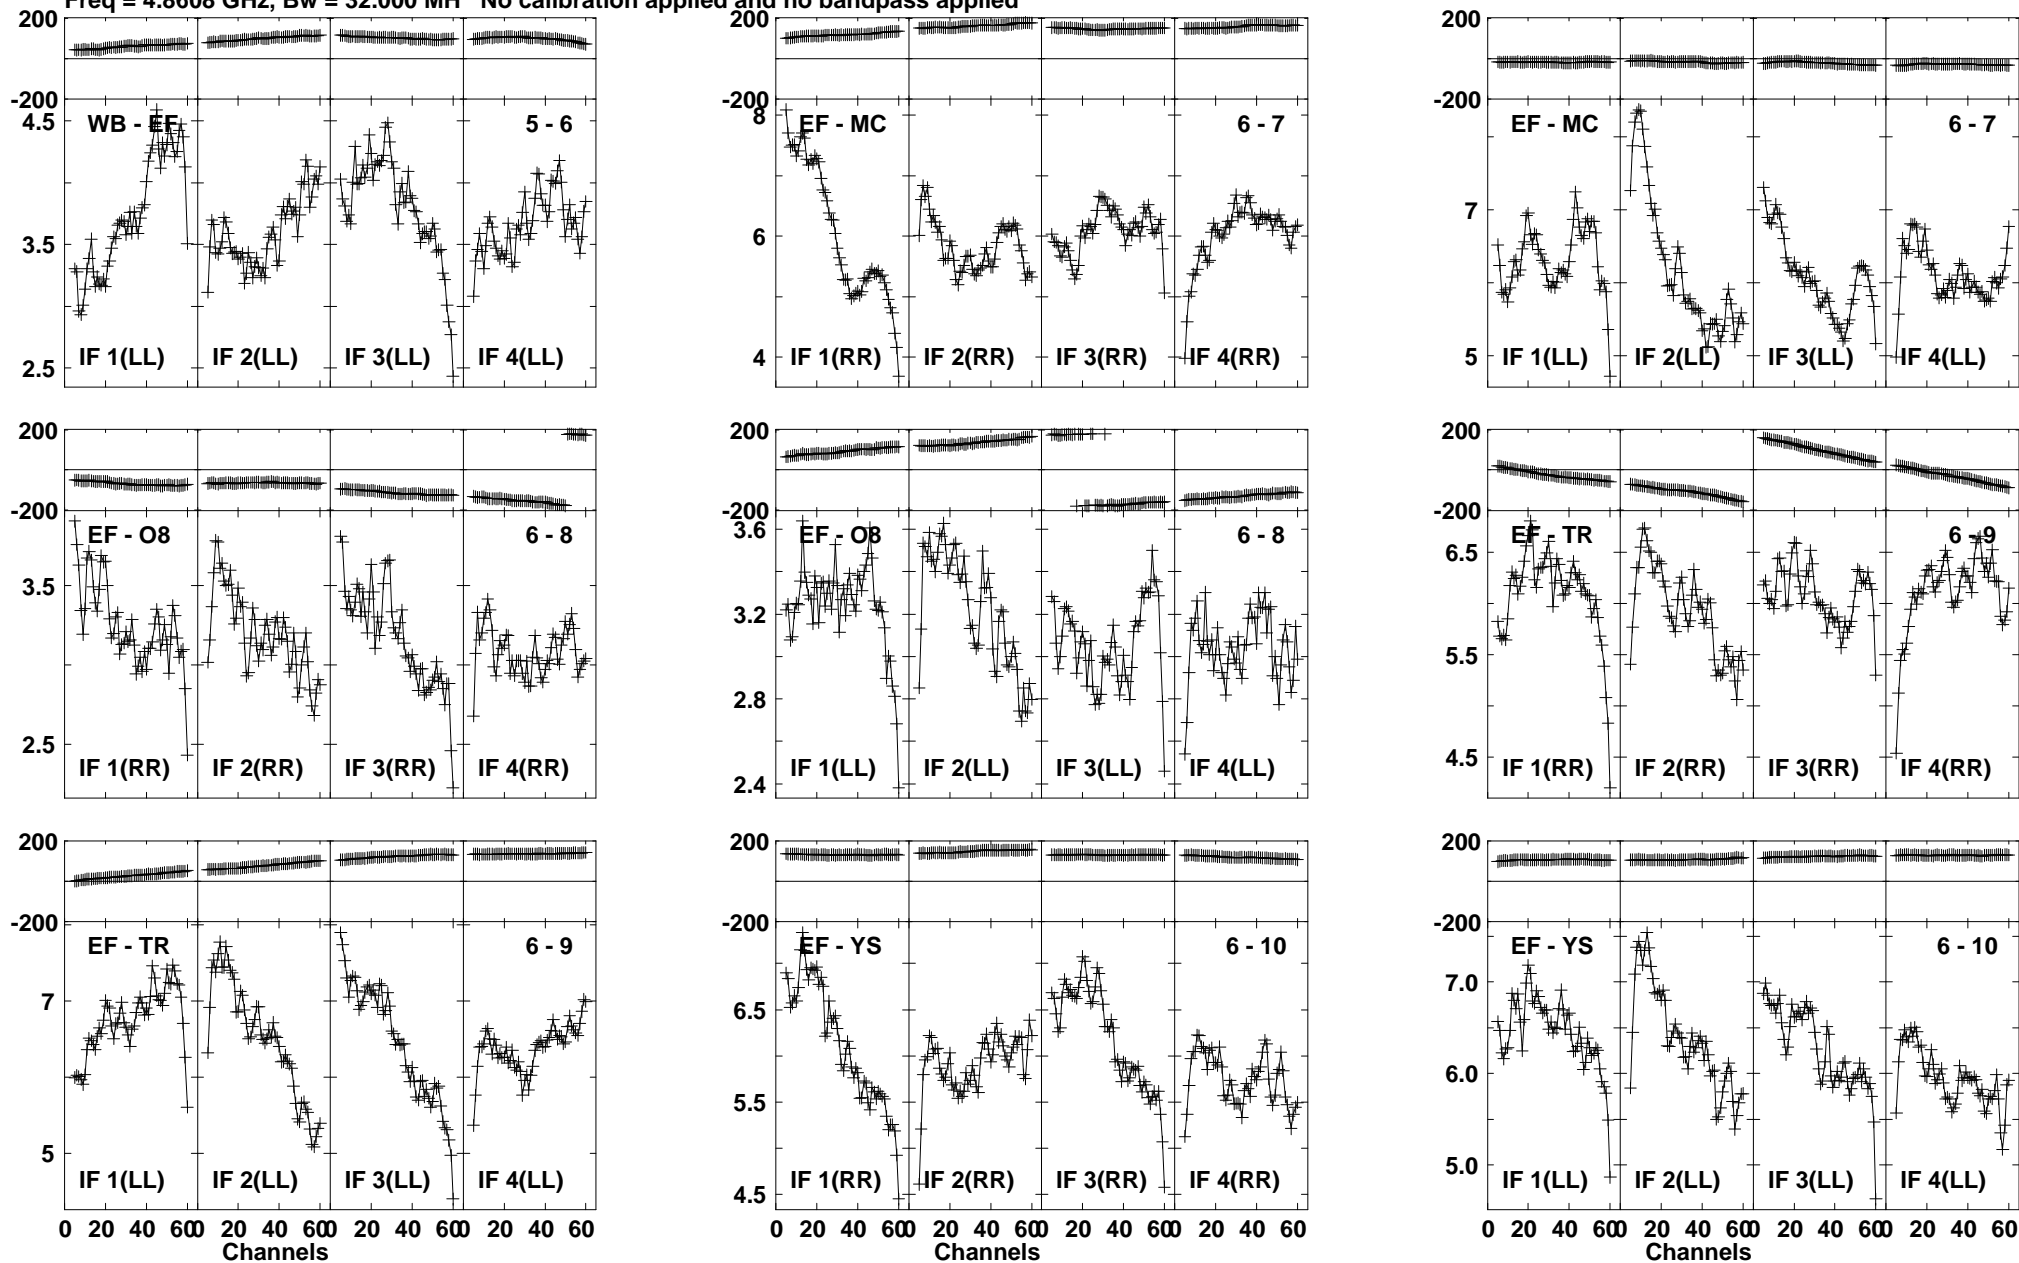 Freq = 4.8608 GHz, Bw = 32.000 MH   No calibration applied and no bandpass applied
200 200 200
-200 -200 -200
WB - EF 5 - 6 EF - MC 6 - 7 EF - MC 6 - 7
4.5 8
7
3.5 6
IF 1(LL) IF 2(LL) IF 3(LL) IF 4(LL) IF 1(RR) IF 2(RR) IF 3(RR) IF 4(RR) IF 1(LL) IF 2(LL) IF 3(LL) IF 4(LL)
2.5 4 5
200 200 200
-200 -200 -200
EF - O8 6 - 8 EF - O8 6 - 8 EF - TR 6 - 9
3.6 6.5
3.5 3.2
5.5
2.8
2.5
IF 1(RR) IF 2(RR) IF 3(RR) IF 4(RR) IF 1(LL) IF 2(LL) IF 3(LL) IF 4(LL) IF 1(RR) IF 2(RR) IF 3(RR) IF 4(RR)
2.4 4.5
200 200 200
-200 -200 -200
EF - TR 6 - 9 EF - YS 6 - 10 EF - YS 6 - 10
7 6.5 7.0
5.5 6.0
5 5.0
IF 1(LL) IF 2(LL) IF 3(LL) IF 4(LL) IF 1(RR) IF 2(RR) IF 3(RR) IF 4(RR) IF 1(LL) IF 2(LL) IF 3(LL) IF 4(LL)
4.5
0 20 40 60 20 40 60 0 20 40 60 0 20 40 60 0 20 40 60 0 20 40 60 0 20 40 60 0 20 40 60 0 20 40 60 0 20 40 60 0 20 40 60 0 20 40 60
Channels Channels Channels